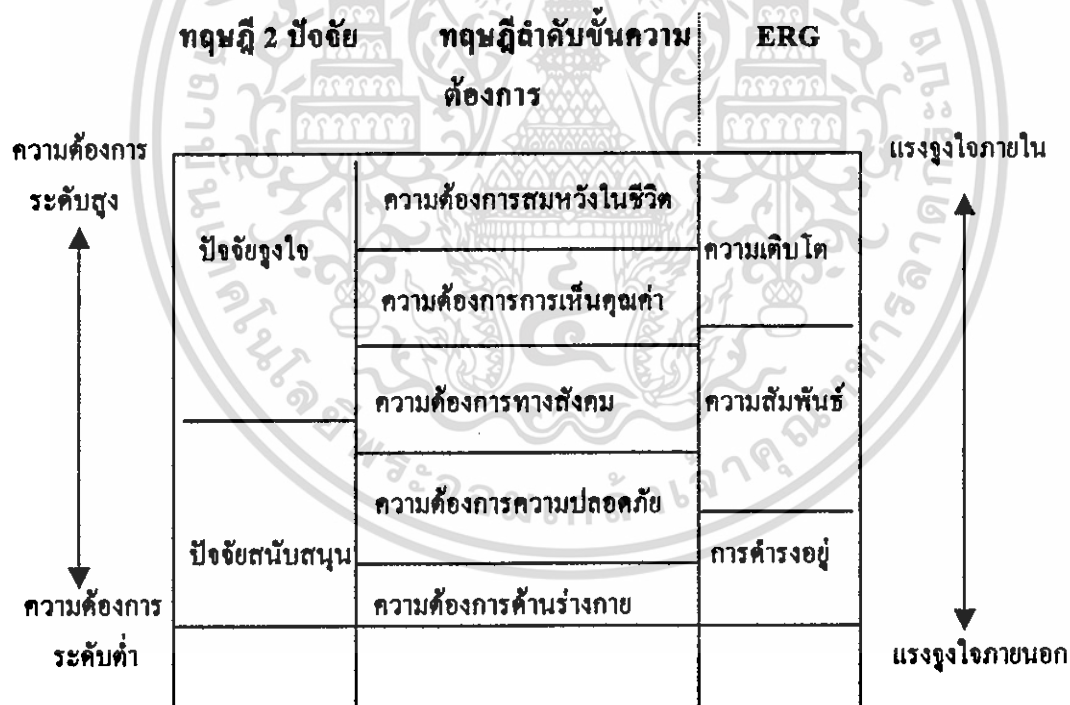 ทฤษฎี 2 ปัจจัย ทฤษฎีลำดับขั้นความ ERG
ต้องการ
ความต้องการ
ระดับสูง
แรงจูงใจภายใน
ความต้องการสมหวังในชีวิต
ปัจจัยจูงใจ
ความเติบโต
ความต้องการการเห็นคุณค่า
ความต้องการทางสังคม
ความสัมพันธ์
ความต้องการความปลอดภัย
ปัจจัยสนับสนุน
การดำรงอยู่
ความต้องการด้านร่างกาย
ความต้องการ
ระดับต่ำ
แรงจูงใจภายนอก